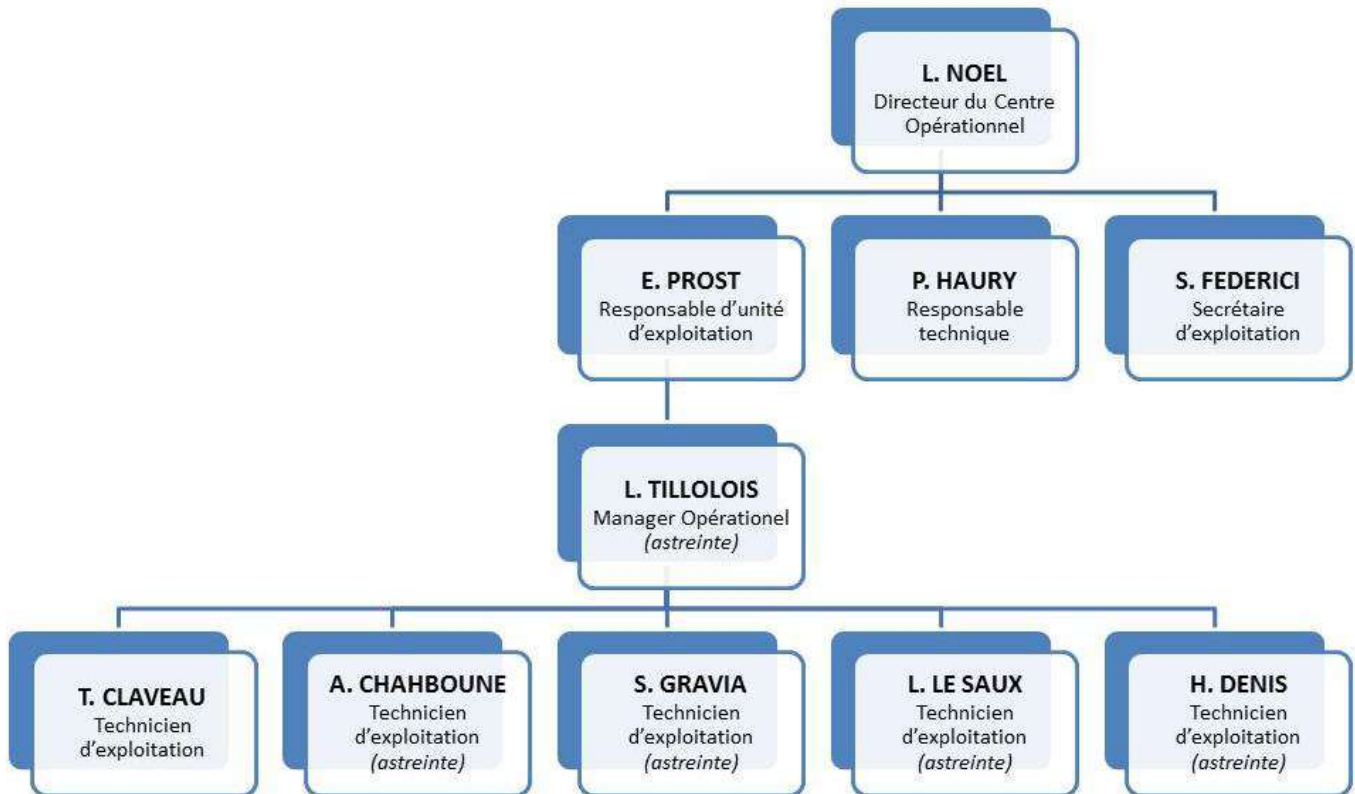 L. NOEL
Directeur du Centre
Opérationnel
E. PROST
Responsable d'unité
d'exploitation
P. HAURY
Responsable
technique
S. FEDERICI
Secrétaire
d'exploitation
L. TILLOLOIS
Manager Opérationel
(astreinte)
T. CLAVEAU
Technicien
d'exploitation
A. CHAHBOUNE
Technicien
d'exploitation
(astreinte)
S. GRAVIA
Technicien
d'exploitation
(astreinte)
L. LE SAUX
Technicien
d'exploitation
(astreinte)
H. DENIS
Technicien
d'exploitation
(astreinte)